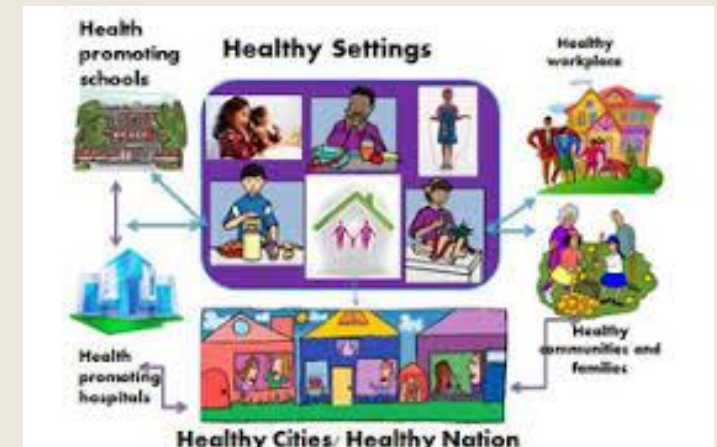 Health
promoting
schools
Healthy Settings
Healthy
workplace
Healthy
communities and
families
Health
promoting
hospitals
Healthy Cities/ Healthy Nation